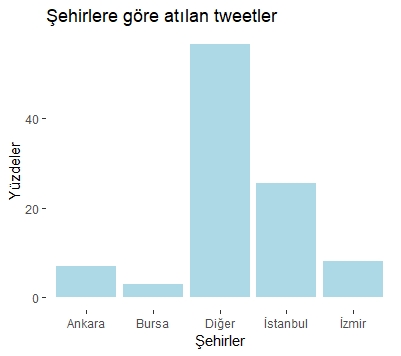 Şehirlere göre atılan tweetler
Yüzdeler
40
20
0
Ankara Bursa Diğer İstanbul İzmir
Şehirler